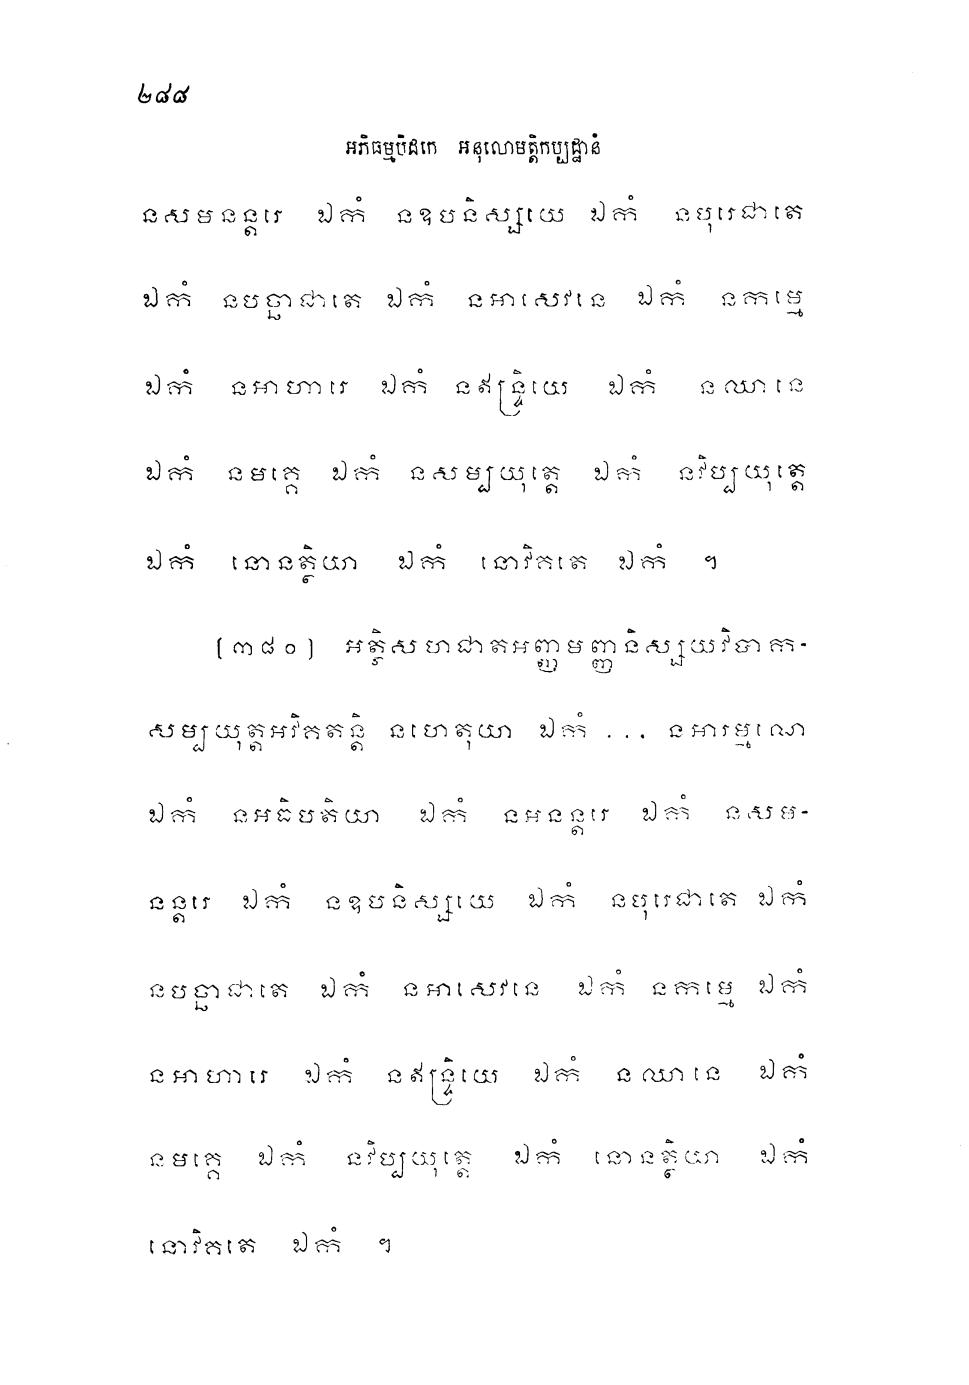 ២៨៨
អភិធម្មបិដកេ អនុលោមត្តិកប្បដ្ឋានំ
នសមនន្តរេ ឯកំ នឧបនិស្សយេ ឯកំ នបុរេជាតេ
ឯកំ នបច្ឆាជាតេ ឯកំ នអាសេវនេ ឯកំ នកម្មេ
ឯកំ នអាហារេ ឯកំ នឥន្ទ្រិយេ ឯកំ នឈានេ
ឯកំ នមគ្គេ ឯកំ នសម្បយុត្តេ ឯកំ នវិប្បយុត្តេ
ឯកំ នោនត្ថិយា ឯកំ នោវិគតេ ឯកំ ។
[៣៨០] អត្ថិសហជាតអញ្ញមញ្ញនិស្សយវិបាក-
សម្បយុត្តអវិគតន្តិ នហេតុយា ឯកំ ... នអារម្មណេ
ឯកំ នអធិបតិយា ឯកំ នអនន្តរេ ឯកំ នសម-
នន្តរេ ឯកំ នឧបនិស្សយេ ឯកំ នបុរេជាតេ ឯកំ
នបច្ឆាជាតេ ឯកំ នអាសេវនេ ឯកំ នកម្មេ ឯកំ
នអាហារេ ឯកំ នឥន្ទ្រិយេ ឯកំ នឈានេ ឯកំ
នមគ្គេ ឯកំ នវិប្បយុត្តេ ឯកំ នោនត្ថិយា ឯកំ
នោវិគតេ ឯកំ ។